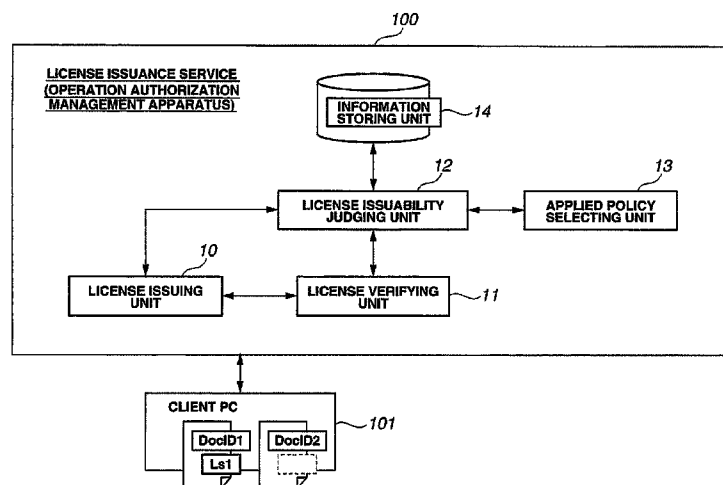 100
LICENSE ISSUANCE SERVICE
(OPERATION AUTHORIZATION
MANAGEMENT APPARATUS)
INFORMATION
STORING UNIT
14
12
13
LICENSE ISSUABILITY
JUDGING UNIT
APPLIED POLICY
SELECTING UNIT
10
LICENSE ISSUING
UNIT
LICENSE VERIFYING
UNIT
11
CLIENT PC
101
DocID1
DocID2
Ls1